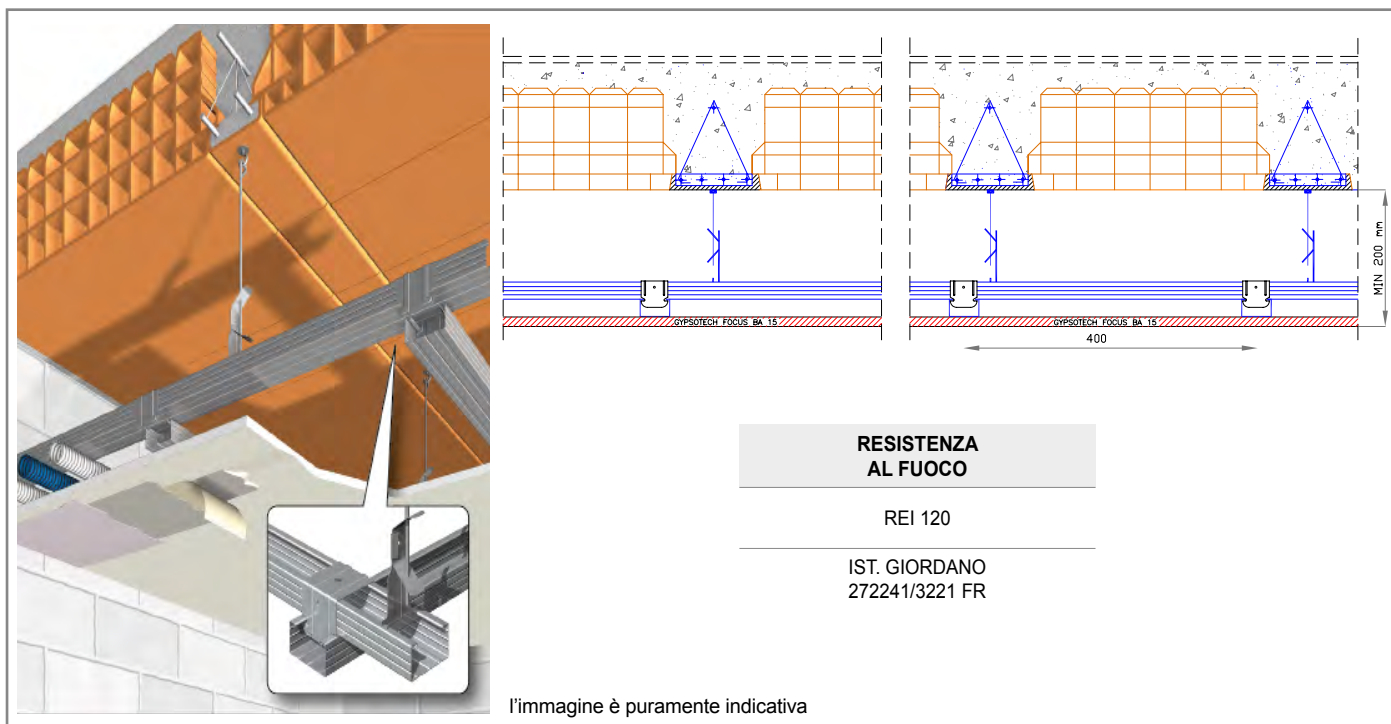 GYPSOTECH FOCUS BA 15
GYPSOTECH FOCUS BA 15
400
MIN 200 mm
RESISTENZA
AL FUOCO
REI 120
IST. GIORDANO
272241/3221 FR
l'immagine è puramente indicativa